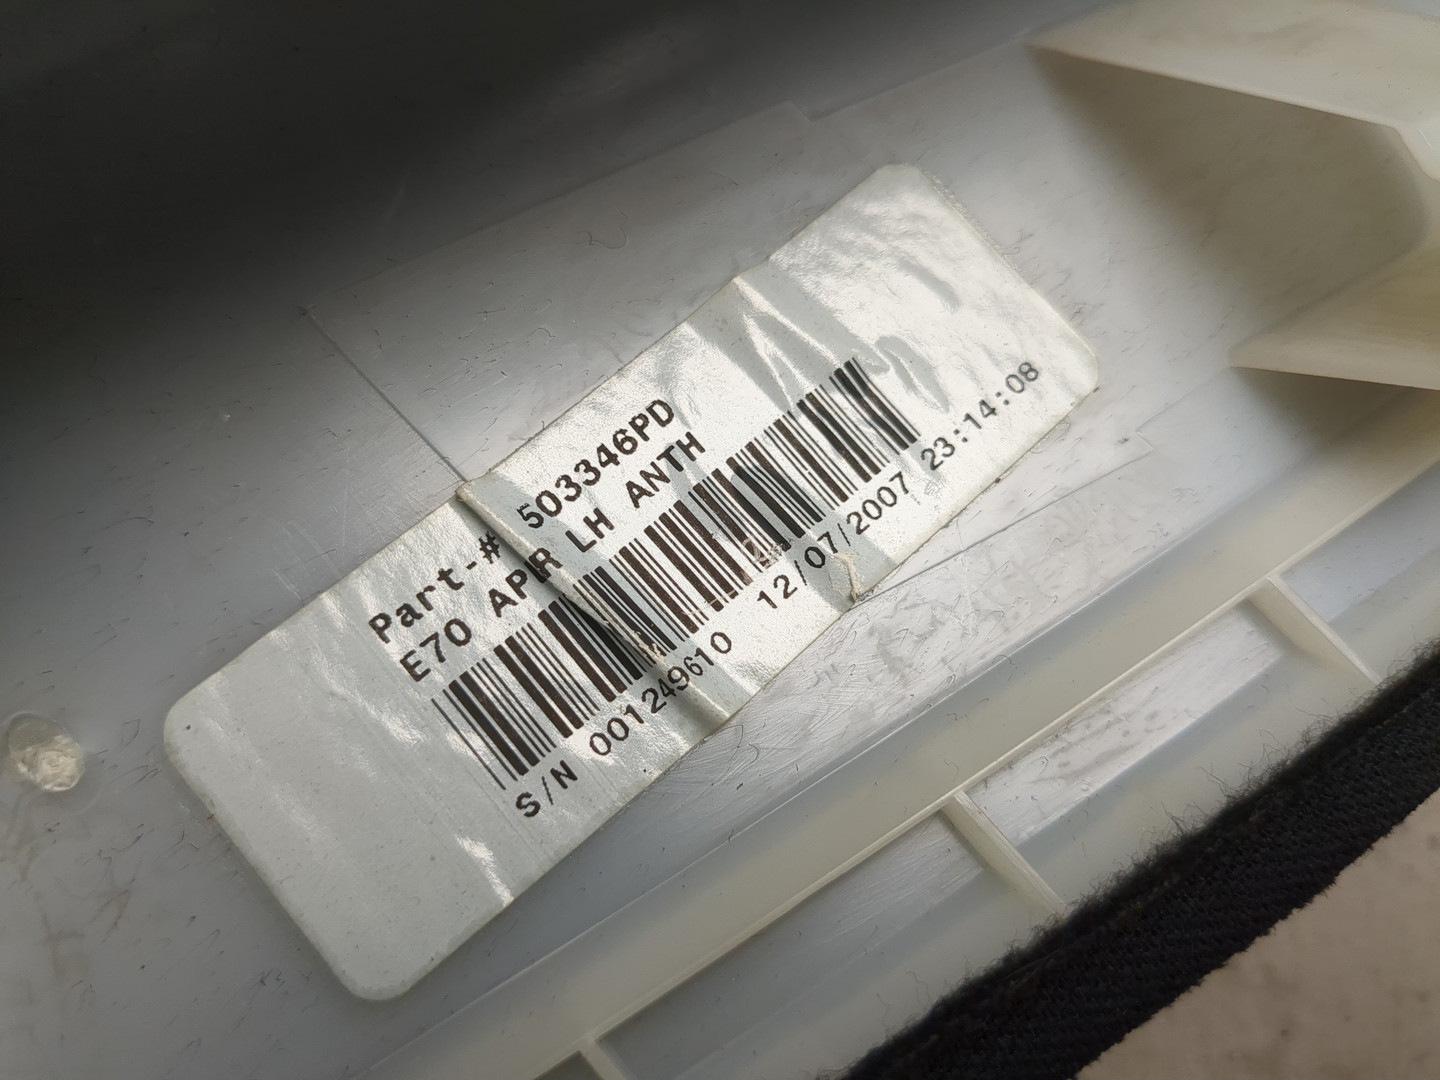 Part-# 503346PD
E70 APR LH ANTH
S/N 001249610 12/07/2007 23:14:08